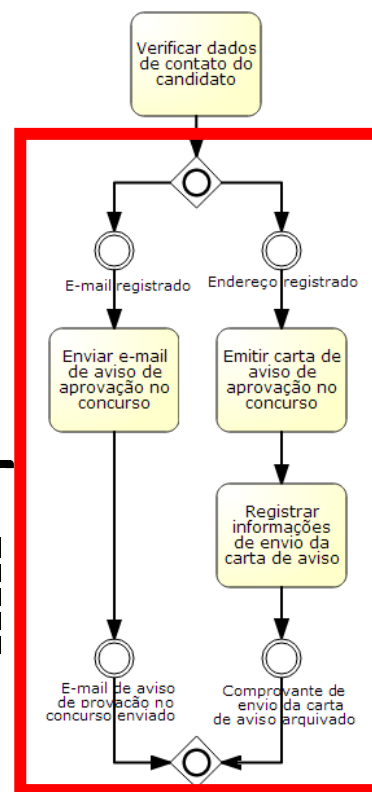 Verificar dados
de contato do
candidato
E-mail registrado
Endereço registrado
Enviar e-mail
de aviso de
aprovação no
concurso
Emitir carta de
aviso de
aprovação no
concurso
Registrar
informações
de envio da
carta de aviso
E-mail de aviso
de provação no
concurso enviado
Comprovante de
envio da carta
de aviso arquivado